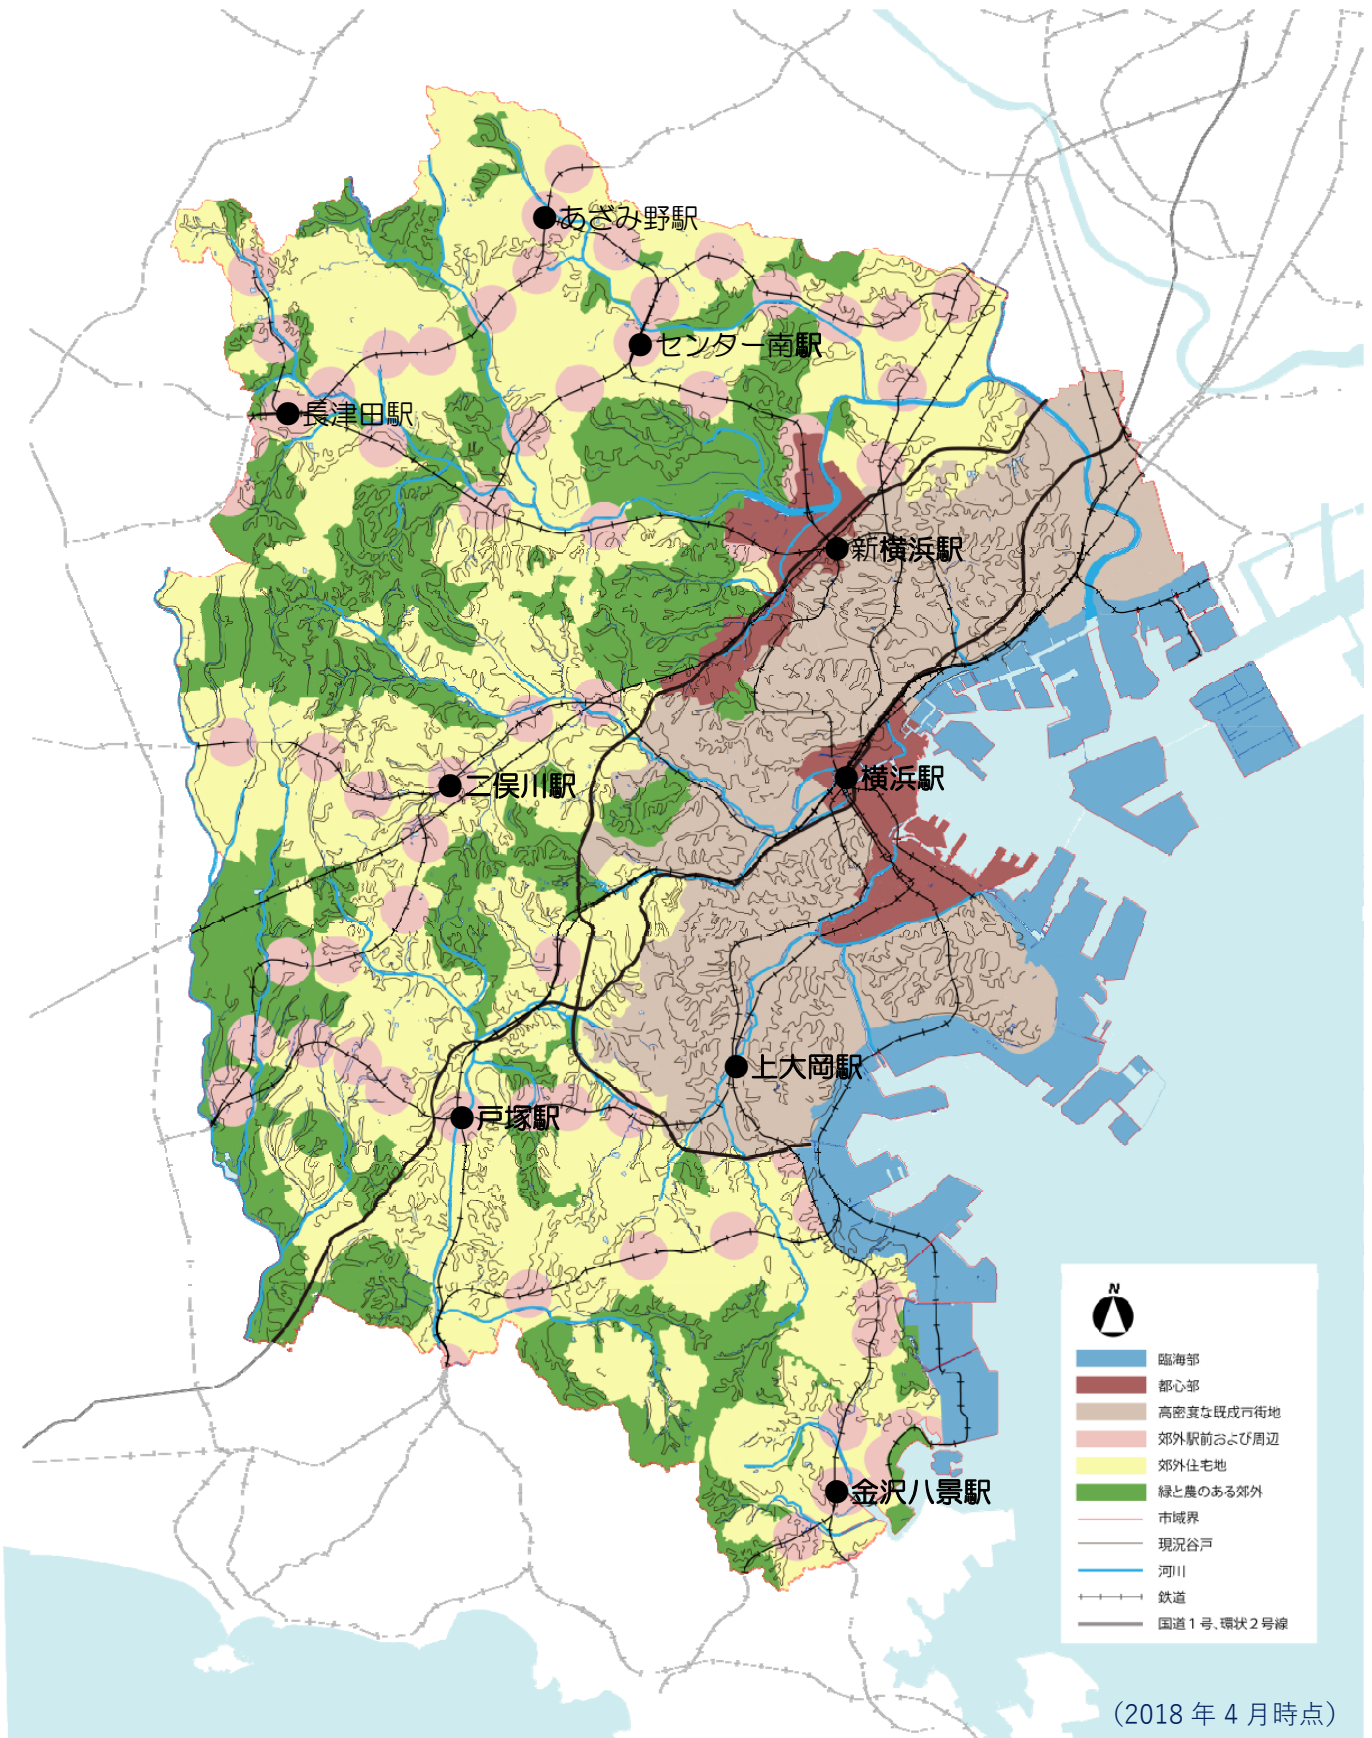 あざみ野駅
センター南駅
長津田駅
新横浜駅
二俣川駅
横浜駅
上大岡駅
戸塚駅
金沢八景駅
N
臨海部
都心部
高密度な既成市街地
郊外駅前および周辺
郊外住宅地
緑と農のある郊外
市域界
現況谷戸
河川
鉄道
国道1号、環状2号線
(2018 年 4 月時点)